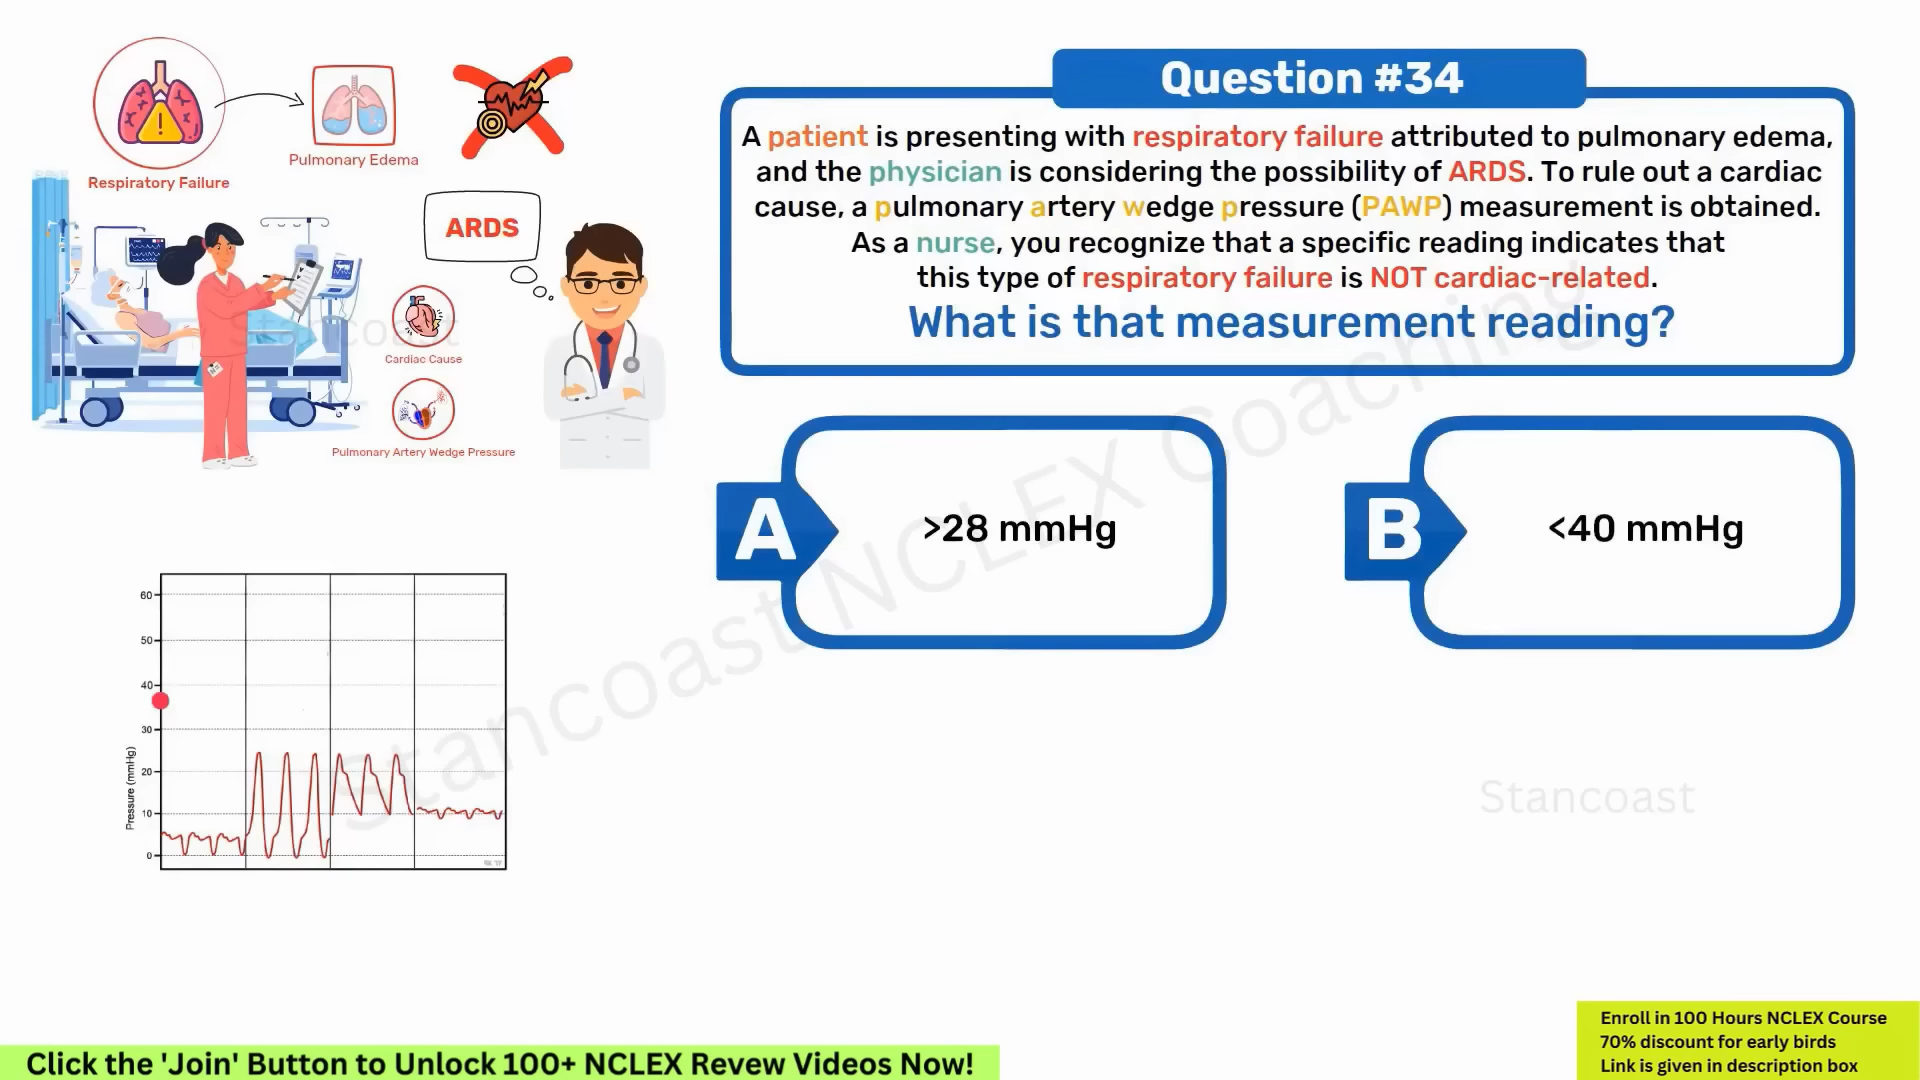 Respiratory Failure
Pulmonary Edema
ARDS
Cardiac Cause
Pulmonary Artery Wedge Pressure
Question #34
A patient is presenting with respiratory failure attributed to pulmonary edema,
and the physician is considering the possibility of ARDS. To rule out a cardiac
cause, a pulmonary artery wedge pressure (PAWP) measurement is obtained.
As a nurse, you recognize that a specific reading indicates that
this type of respiratory failure is NOT cardiac-related.
What is that measurement reading?
A
>28 mmHg
B
<40 mmHg
Pressure (mmHg)
60
50
40
30
20
10
0
Stancoast
Stancoast NCLEX Coaching
Stancoast
Click the 'Join' Button to Unlock 100+ NCLEX Revew Videos Now!
Enroll in 100 Hours NCLEX Course
70% discount for early birds
Link is given in description box